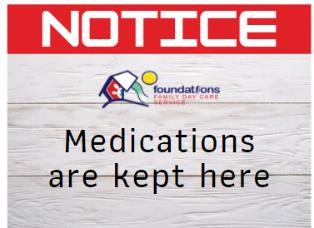 NOTICE
foundations
FAMILY DAY CARE
SERVICE
Medications
are kept here